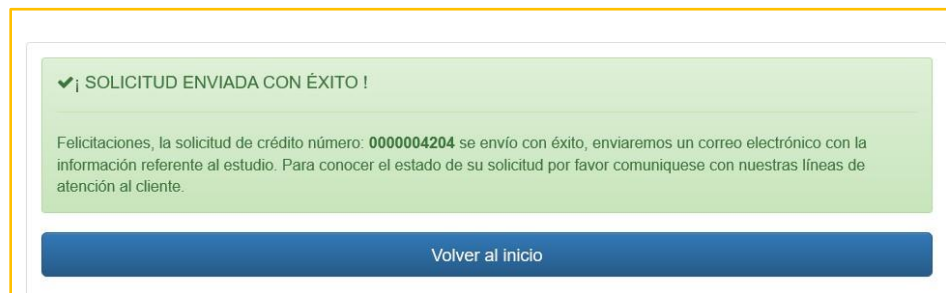 ✔¡ SOLICITUD ENVIADA CON ÉXITO !
Felicitaciones, la solicitud de crédito número: 0000004204 se envío con éxito, enviaremos un correo electrónico con la
información referente al estudio. Para conocer el estado de su solicitud por favor comuniquese con nuestras líneas de
atención al cliente.
Volver al inicio